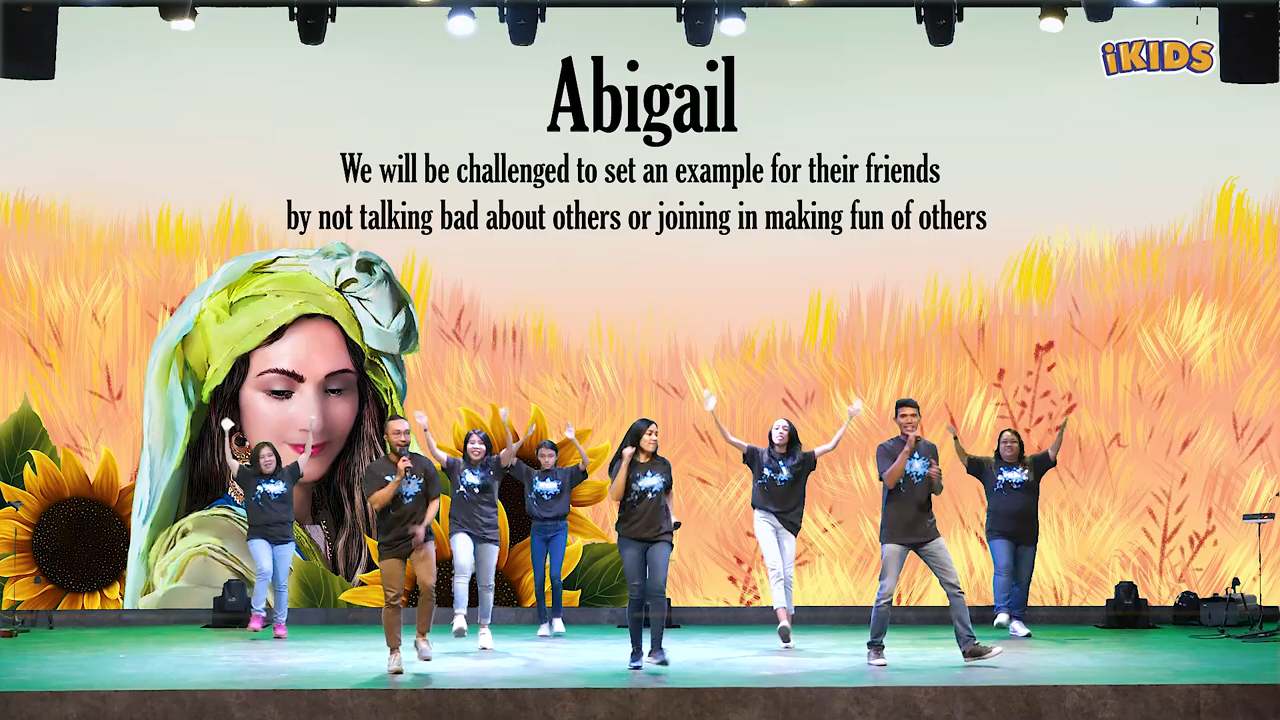 iKIDS
Abigail
We will be challenged to set an example for their friends
by not talking bad about others or joining in making fun of others